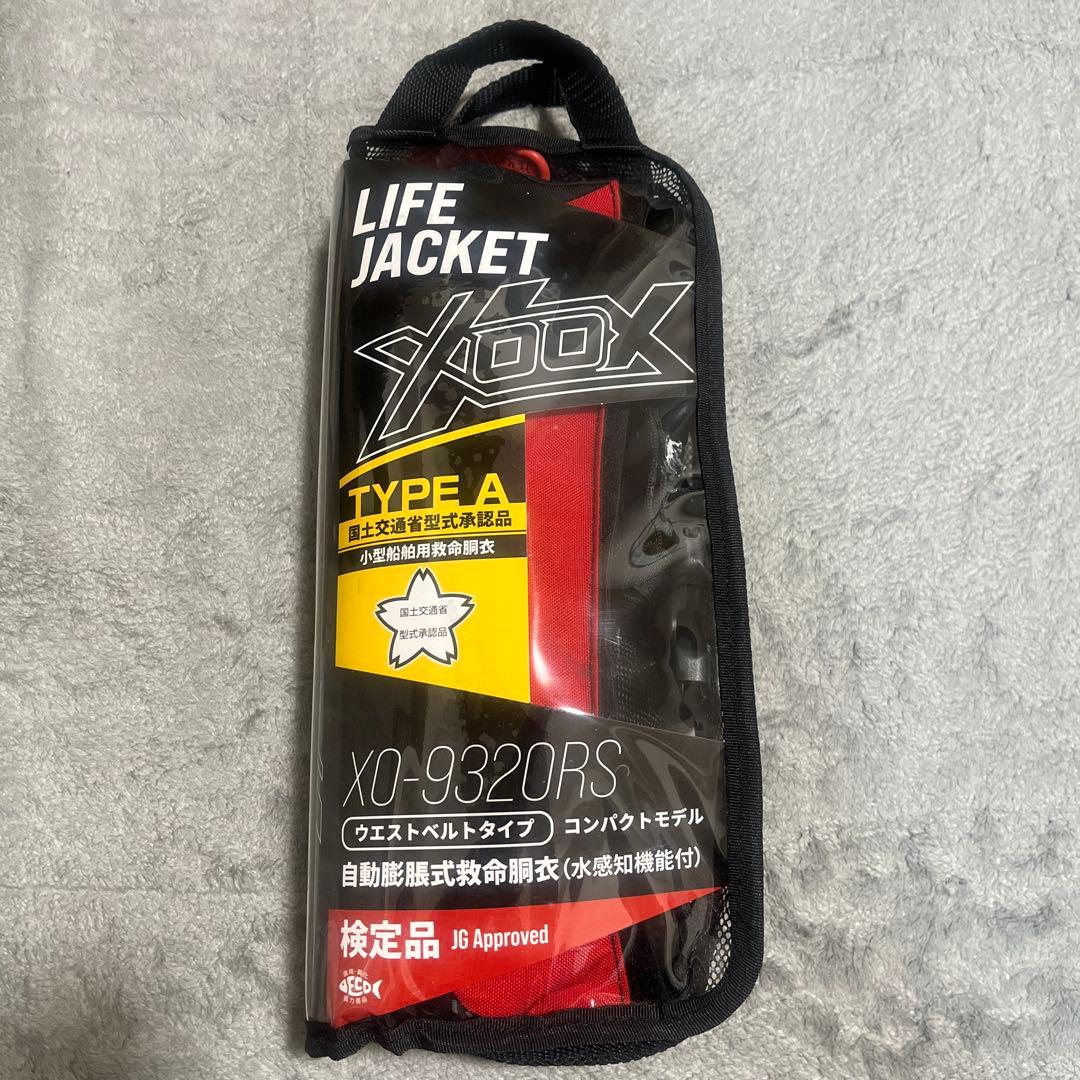 LIFE
JACKET
XOOX
TYPE A
国土交通省型式承認品
小型船舶用救命胴衣
国土交通省
型式承認品
XO-9320RS
ウエストベルトタイプ コンパクトモデル
自動膨脹式救命胴衣(水感知機能付)
検定品 JG Approved
ECO